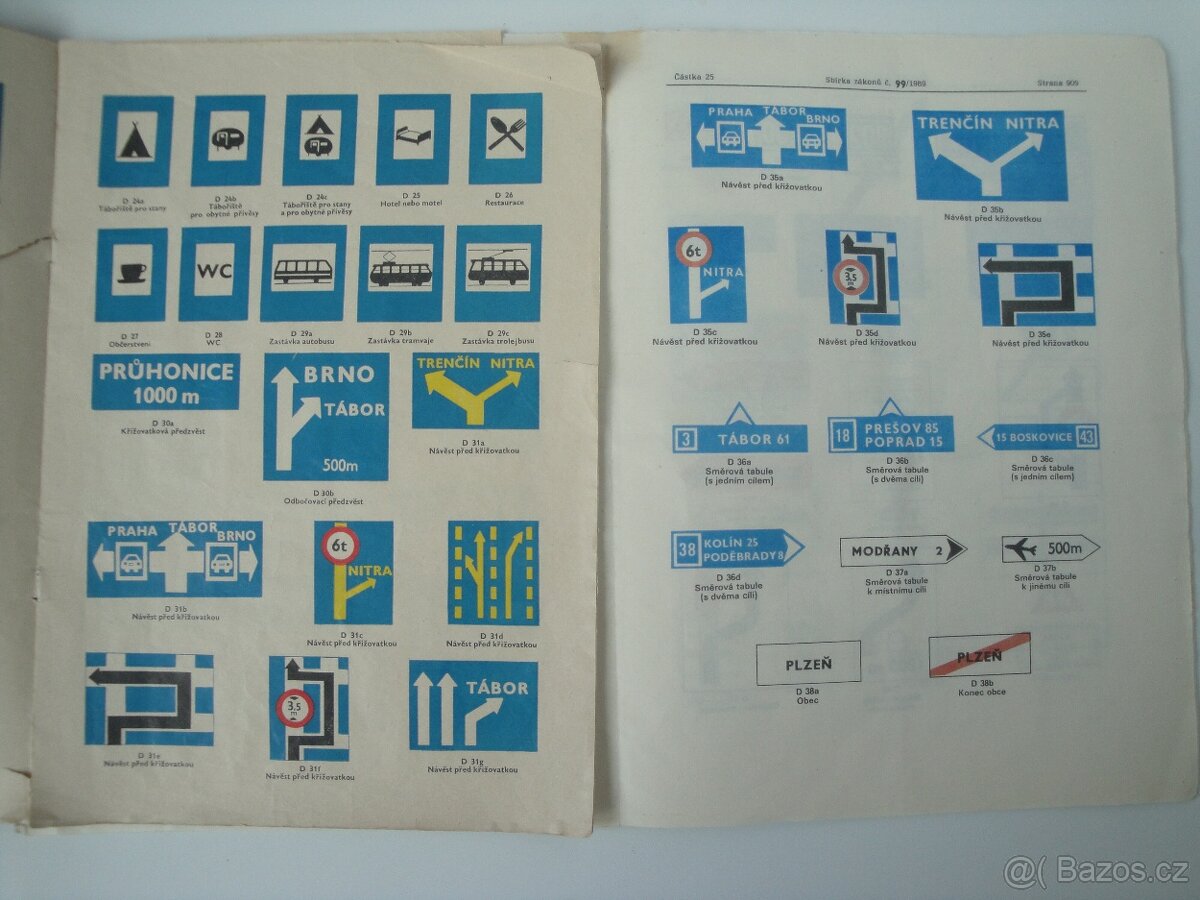 D 24a
Tábořiště pro stany
D 24b
Tábořiště
pro obytné přívěsy
D 24c
Tábořiště pro stany
a pro obytné přívěsy
D 25
Hotel nebo motel
D 26
Restaurace
WC
D 27
Občerstvení
D 28
WC
D 29a
Zastávka autobusu
D 29b
Zastávka tramvaje
D 29c
Zastávka trolejbusu
PRŮHONICE
1000 m
D 30a
Křižovatková předzvěst
BRNO
TÁBOR
500m
D 30b
Odbočovací předzvěst
TRENČÍN NITRA
D 31a
Návěst před křižovatkou
PRAHA TÁBOR BRNO
D 31b
Návěst před křižovatkou
6t
NITRA
D 31c
Návěst před křižovatkou
D 31d
Návěst před křižovatkou
D 31e
Návěst před křižovatkou
3,5
m
D 31f
Návěst před křižovatkou
TÁBOR
D 31g
Návěst před křižovatkou
Částka 25 Sbírka zákonů č. 99/1989 Strana 909
PRAHA TÁBOR BRNO
D 35a
Návěst před křižovatkou
TRENČÍN NITRA
D 35b
Návěst před křižovatkou
6t
NITRA
D 35c
Návěst před křižovatkou
3,5
m
D 35d
Návěst před křižovatkou
D 35e
Návěst před křižovatkou
3 TÁBOR 61
D 36a
Směrová tabule
(s jedním cílem)
18 PREŠOV 85
POPRAD 15
D 36b
Směrová tabule
(s dvěma cíli)
15 BOSKOVICE 43
D 36c
Směrová tabule
(s jedním cílem)
38 KOLÍN 25
PODĚBRADY 8
D 36d
Směrová tabule
(s dvěma cíli)
MODŘANY 2
D 37a
Směrová tabule
k místnímu cíli
500m
D 37b
Směrová tabule
k jinému cíli
PLZEŇ
D 38a
Obec
PLZEŇ
D 38b
Konec obce
@( Bazos.cz